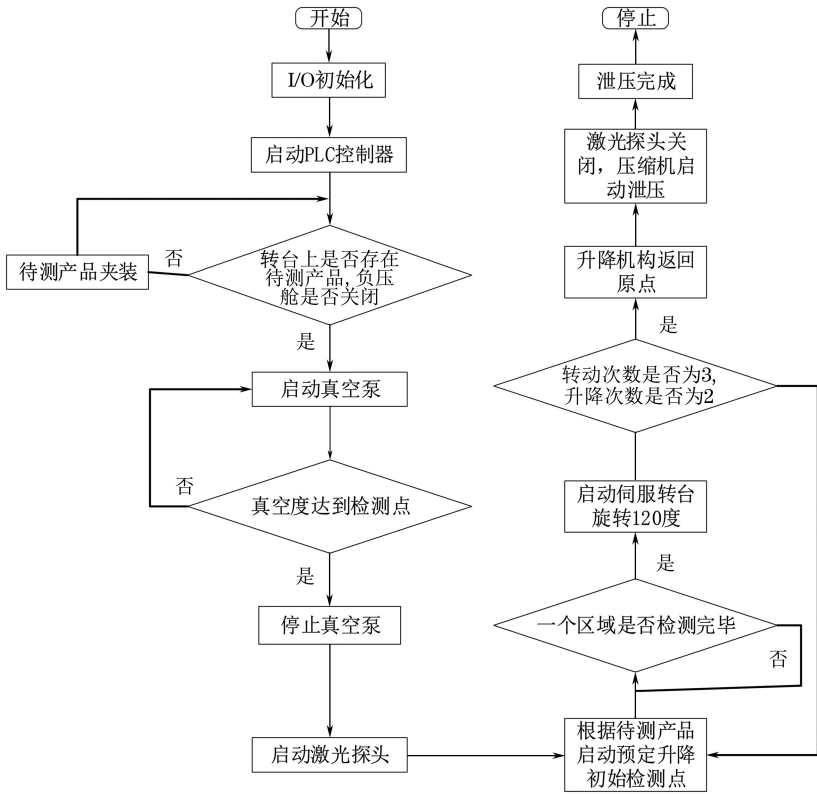 开始
I/O初始化
启动PLC控制器
转台上是否存在
待测产品,负压
舱是否关闭
否
待测产品夹装
是
启动真空泵
真空度达到检测点
否
是
停止真空泵
启动激光探头
根据待测产品
启动预定升降
初始检测点
一个区域是否检测完毕
否
是
启动伺服转台
旋转120度
转动次数是否为3,
升降次数是否为2
是
升降机构返回
原点
激光探头关
闭，压缩机启
动泄压
泄压完成
停止